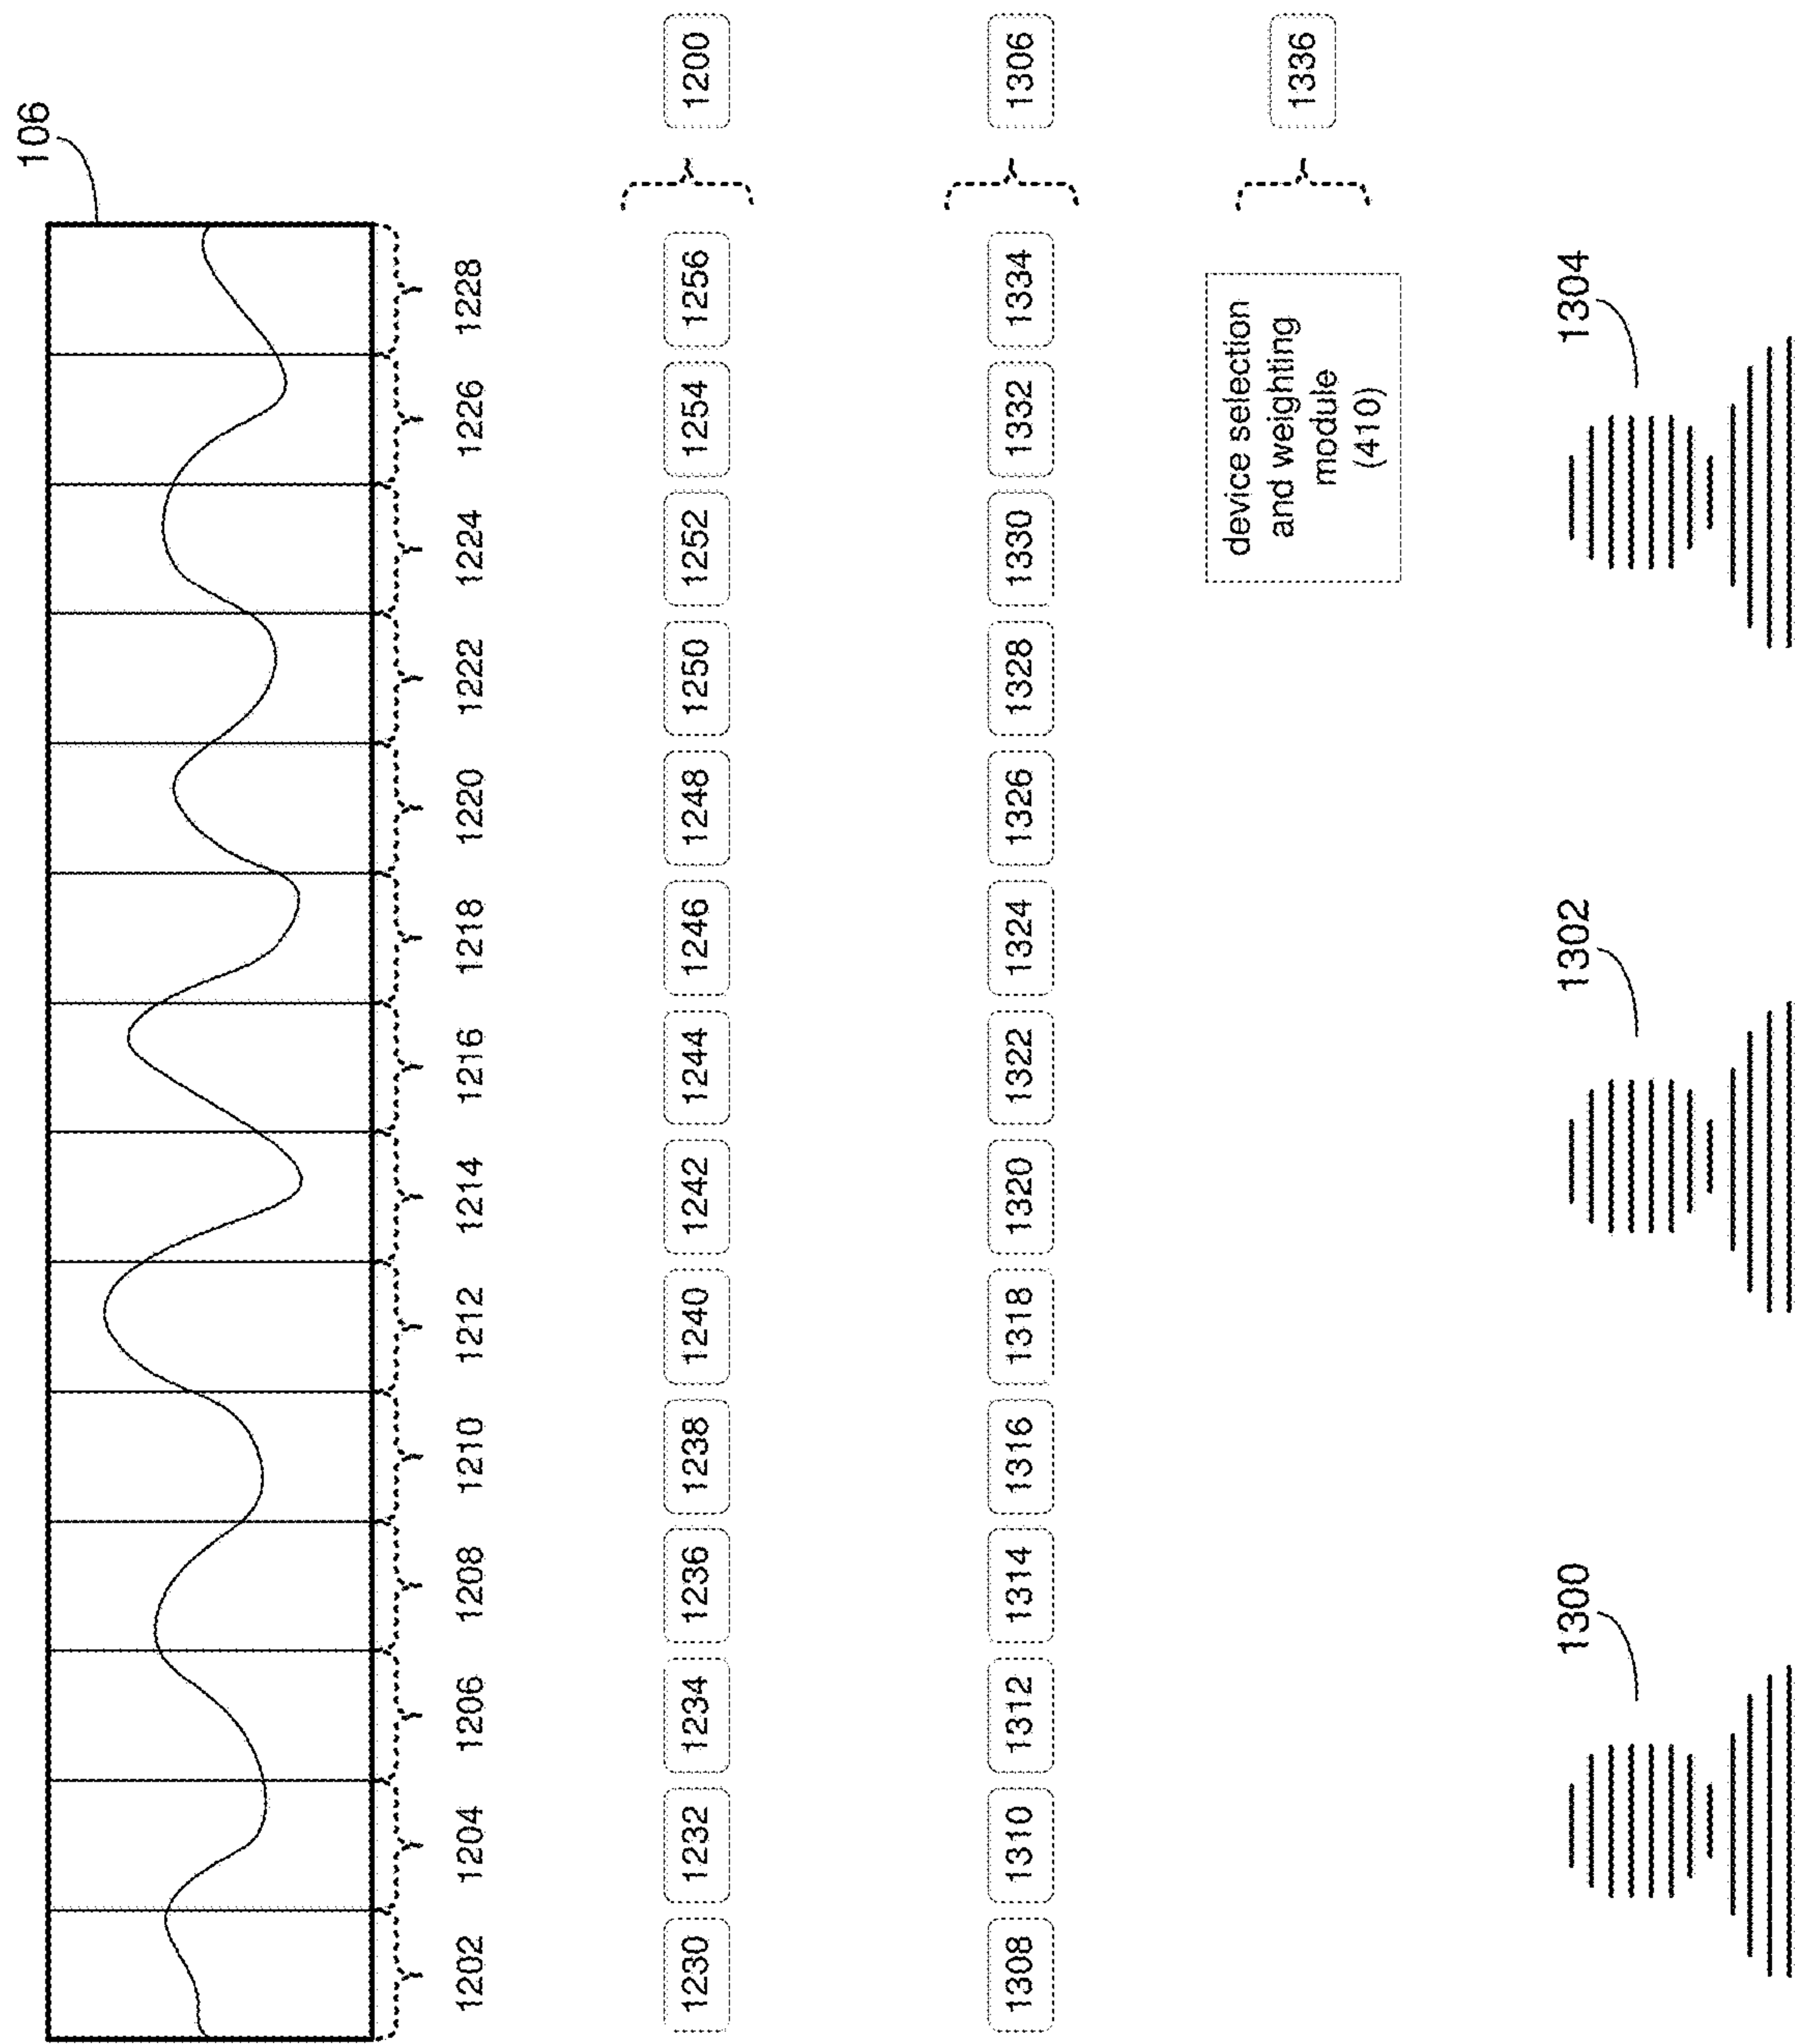 106
1202 1204 1206 1208 1210 1212 1214 1216 1218 1220 1222 1224 1226 1228
1230 1232 1234 1236 1238 1240 1242 1244 1246 1248 1250 1252 1254 1256 1200
1308 1310 1312 1314 1316 1318 1320 1322 1324 1326 1328 1330 1332 1334 1306
device selection
and weighting
module
(410)
1336
1300 1302 1304